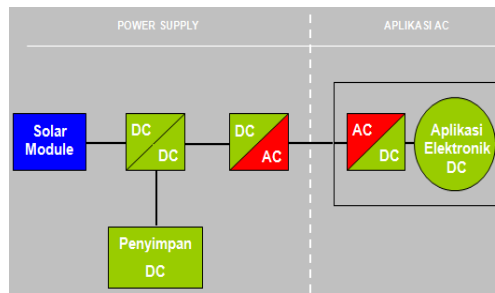 POWER SUPPLY
APLIKASI AC
Solar
Module
DC
DC
DC
AC
AC
DC
Aplikasi
Elektronik
DC
Penyimpan
DC